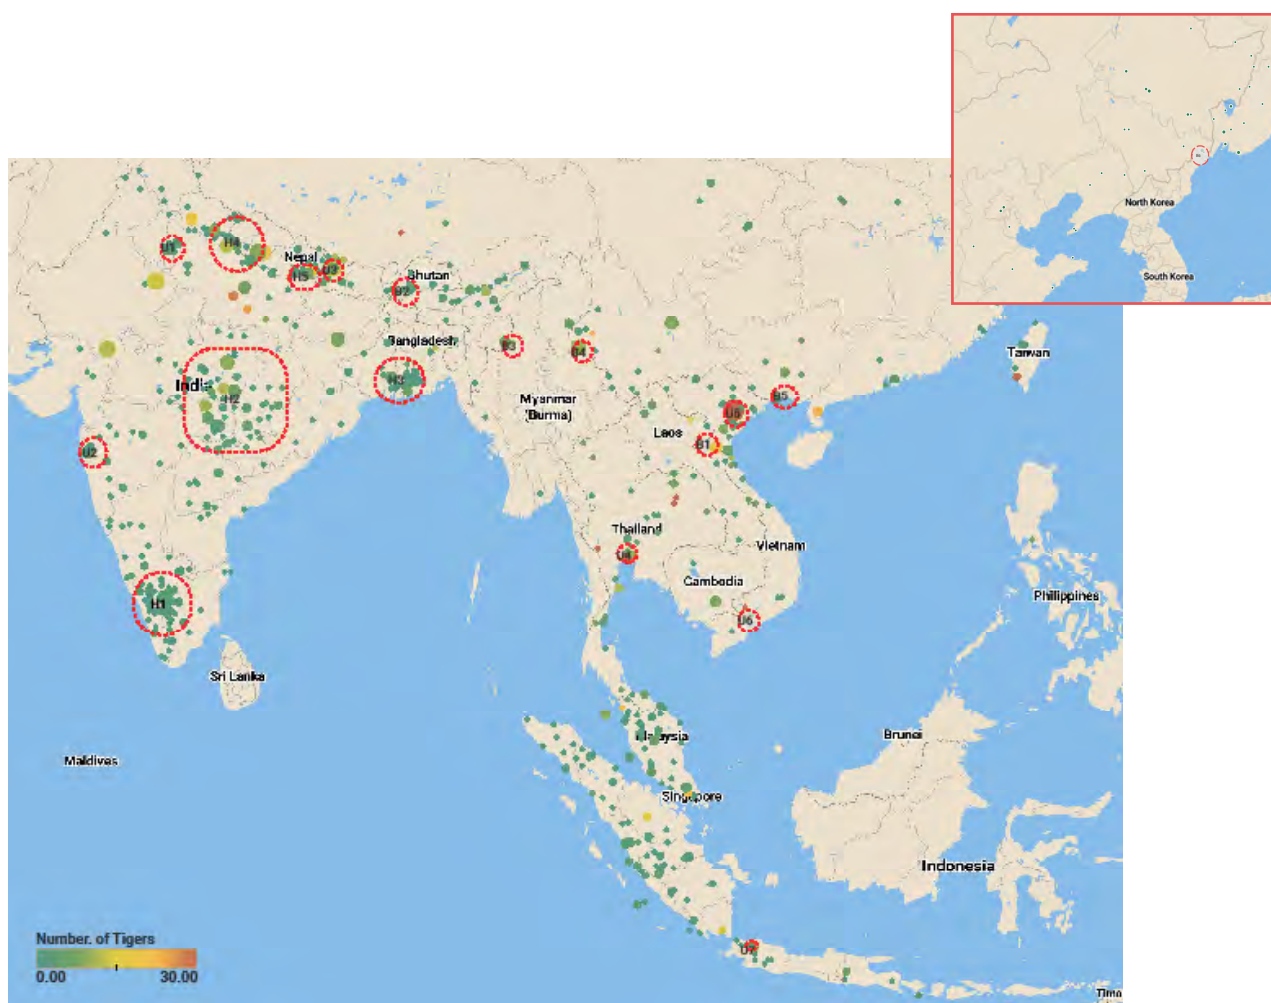 North Korea
South Korea
U1
H4
Nepal
H5
U3
Bhutan
B2
Bangladesh
B3
B4
Taiwan
India
H3
H2
Myanmar
(Burma)
B5
U5
Laos
B1
U2
Thailand
Vietnam
U4
Cambodia
H1
Philippines
U6
Sri Lanka
Malaysia
Brunei
Maldives
Singapore
Indonesia
Number. of Tigers
0.00
30.00
U7
Timo